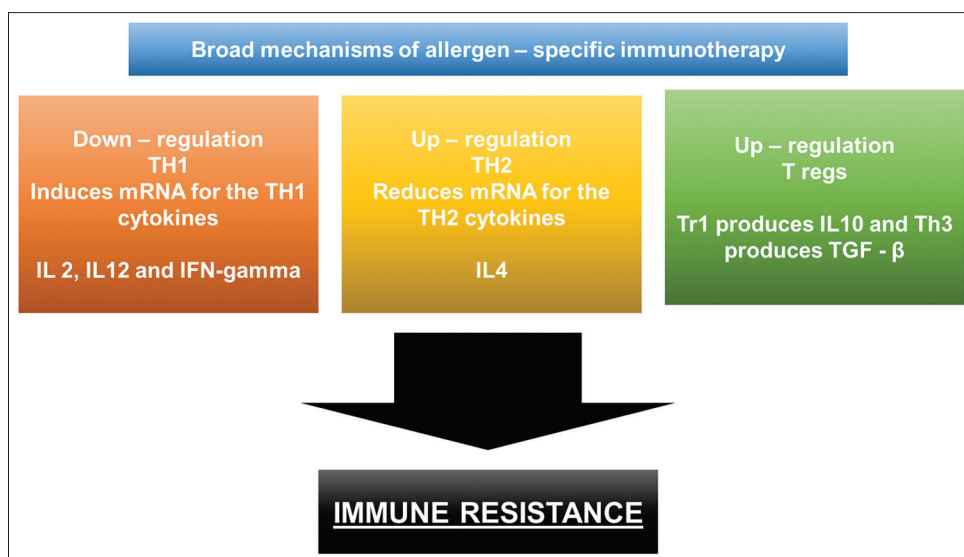 Broad mechanisms of allergen – specific immunotherapy
Down – regulation
TH1
Induces mRNA for the TH1
cytokines
IL 2, IL12 and IFN-gamma
Up – regulation
TH2
Reduces mRNA for the
TH2 cytokines
IL4
Up – regulation
T regs
Tr1 produces IL10 and Th3
produces TGF - β
IMMUNE RESISTANCE